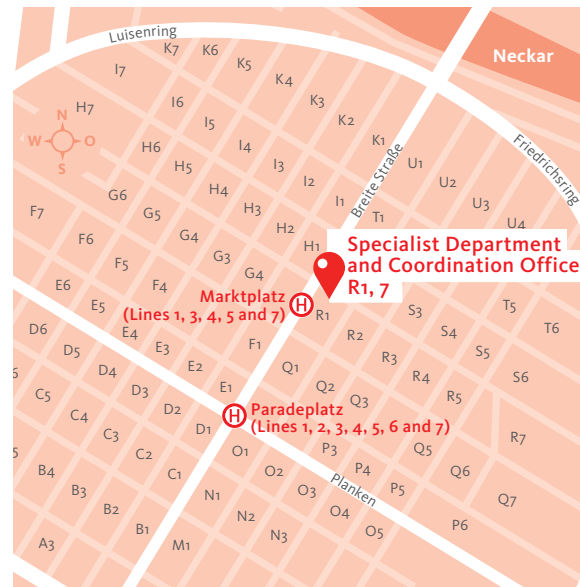 Luisenring
K7
K6
K5
Neckar
I7
K4
H7
I6
K3
I5
K2
N
W
O
S
H6
I4
K1
Friedrichsring
H5
I3
U1
Breite Straße
G6
H4
I2
U2
F7
G5
H3
I1
U3
F6
G4
H2
T1
U4
F5
G3
H1
E6
F4
G4
Specialist Department
and Coordination Office
R1, 7
Marktplatz
(Lines 1, 3, 4, 5 and 7)
H
D6
E5
R1
S3
T5
E4
F1
R2
S4
T6
D5
E3
Q1
R3
S5
6
E2
Q2
R4
S6
C5
D3
E1
Q3
R5
C4
D2
H
Paradeplatz
(Lines 1, 2, 3, 4, 5, 6 and 7)
C3
D1
R7
5
C2
O1
P3
Q5
B4
C1
O2
P4
Q6
B3
N1
O3
Planken
P5
Q7
B2
N2
O4
P6
A3
B1
N3
O5
M1